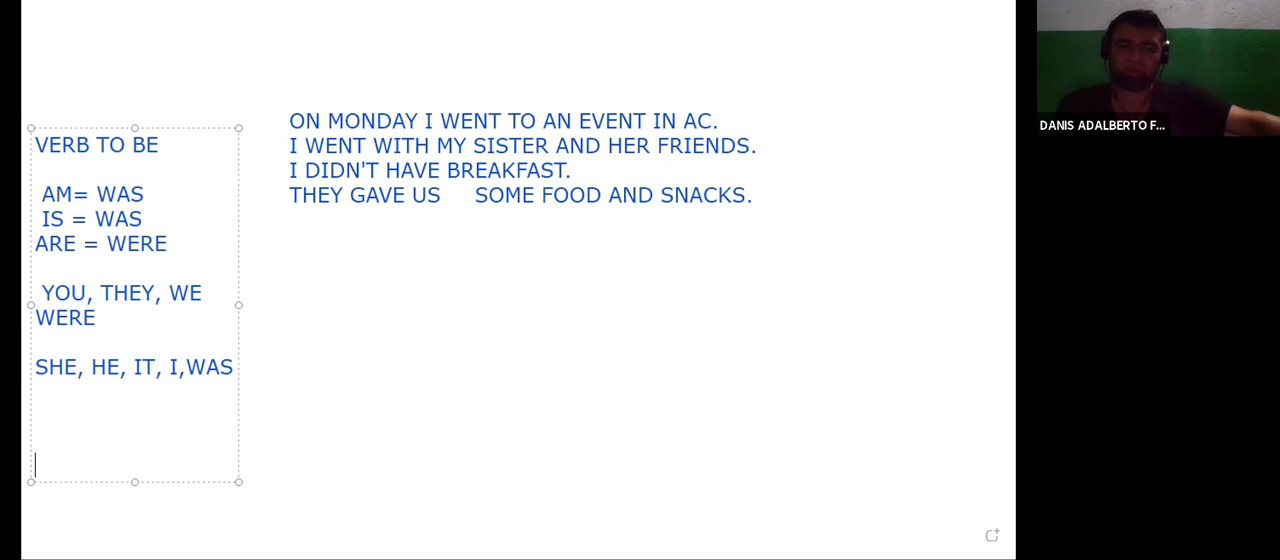 VERB TO BE
AM= WAS
IS = WAS
ARE = WERE
YOU, THEY, WE
WERE
SHE, HE, IT, I,WAS
ON MONDAY I WENT TO AN EVENT IN AC.
I WENT WITH MY SISTER AND HER FRIENDS.
I DIDN'T HAVE BREAKFAST.
THEY GAVE US SOME FOOD AND SNACKS.
DANIS ADALBERTO F...